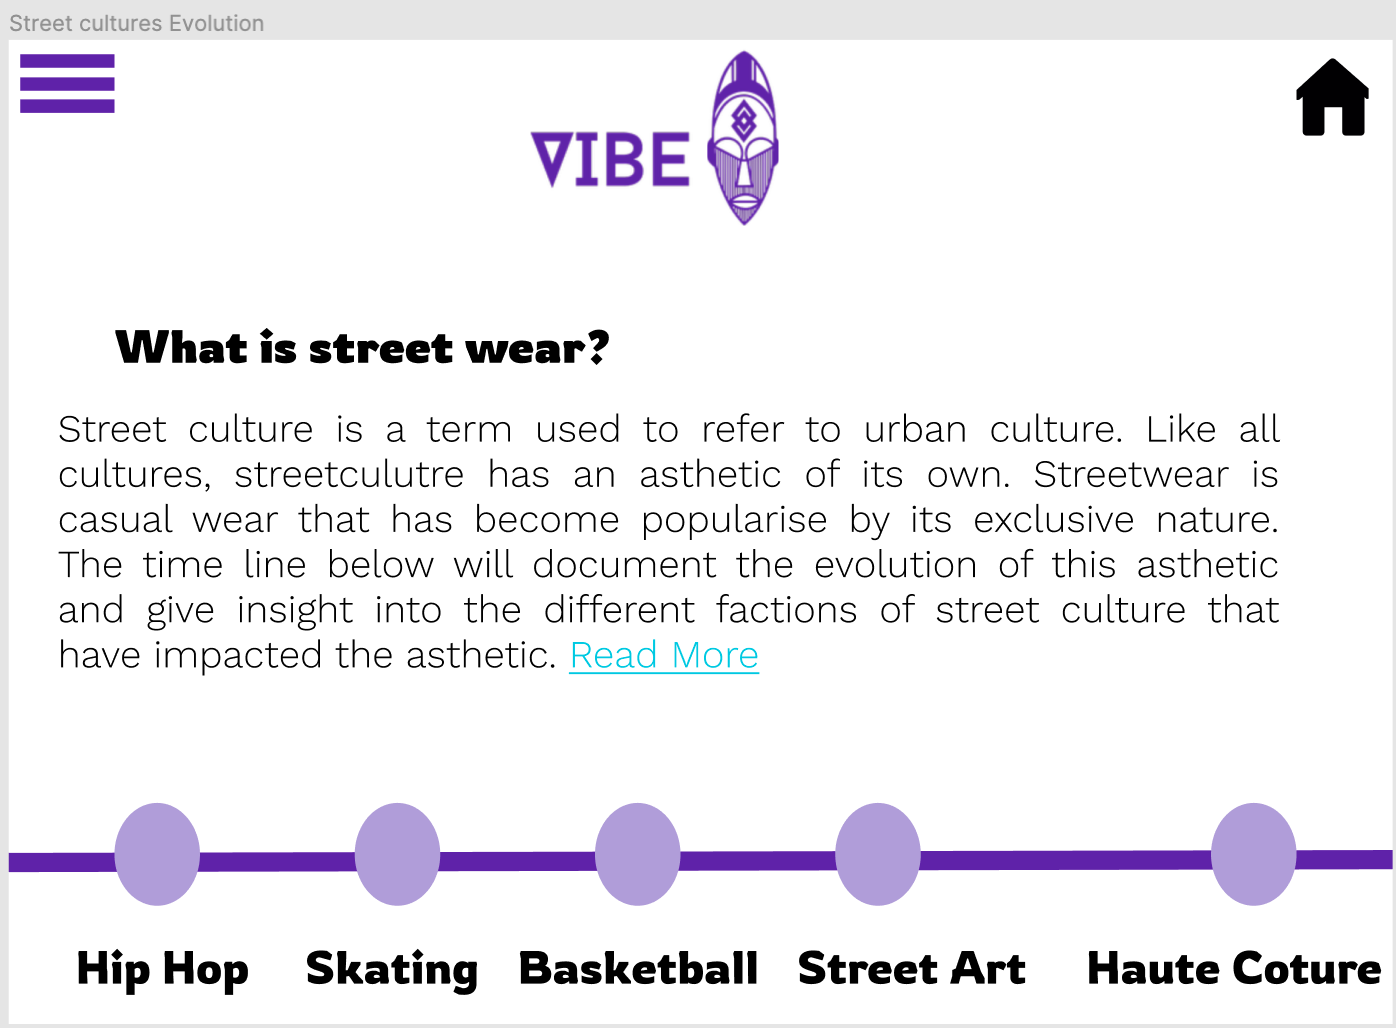 Street cultures Evolution
VIBE
What is street wear?
Street culture is a term used to refer to urban culture. Like all
cultures, streetculutre has an asthetic of its own. Streetwear is
casual wear that has become popularise by its exclusive nature.
The time line below will document the evolution of this asthetic
and give insight into the different factions of street culture that
have impacted the asthetic. Read More
Hip Hop Skating Basketball Street Art Haute Coture